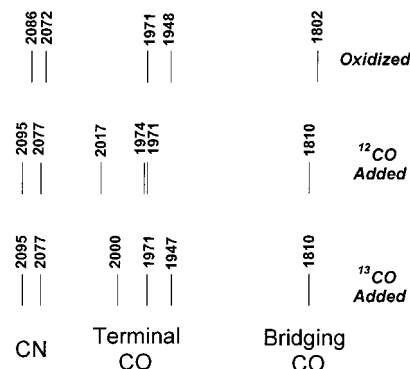 2086 2072 1971 1948 1802 Oxidized
2095 2077 2017 1974 1971 1810 ¹²CO
Added
2095 2077 2000 1971 1947 1810 ¹³CO
Added
CN Terminal CO Bridging CO